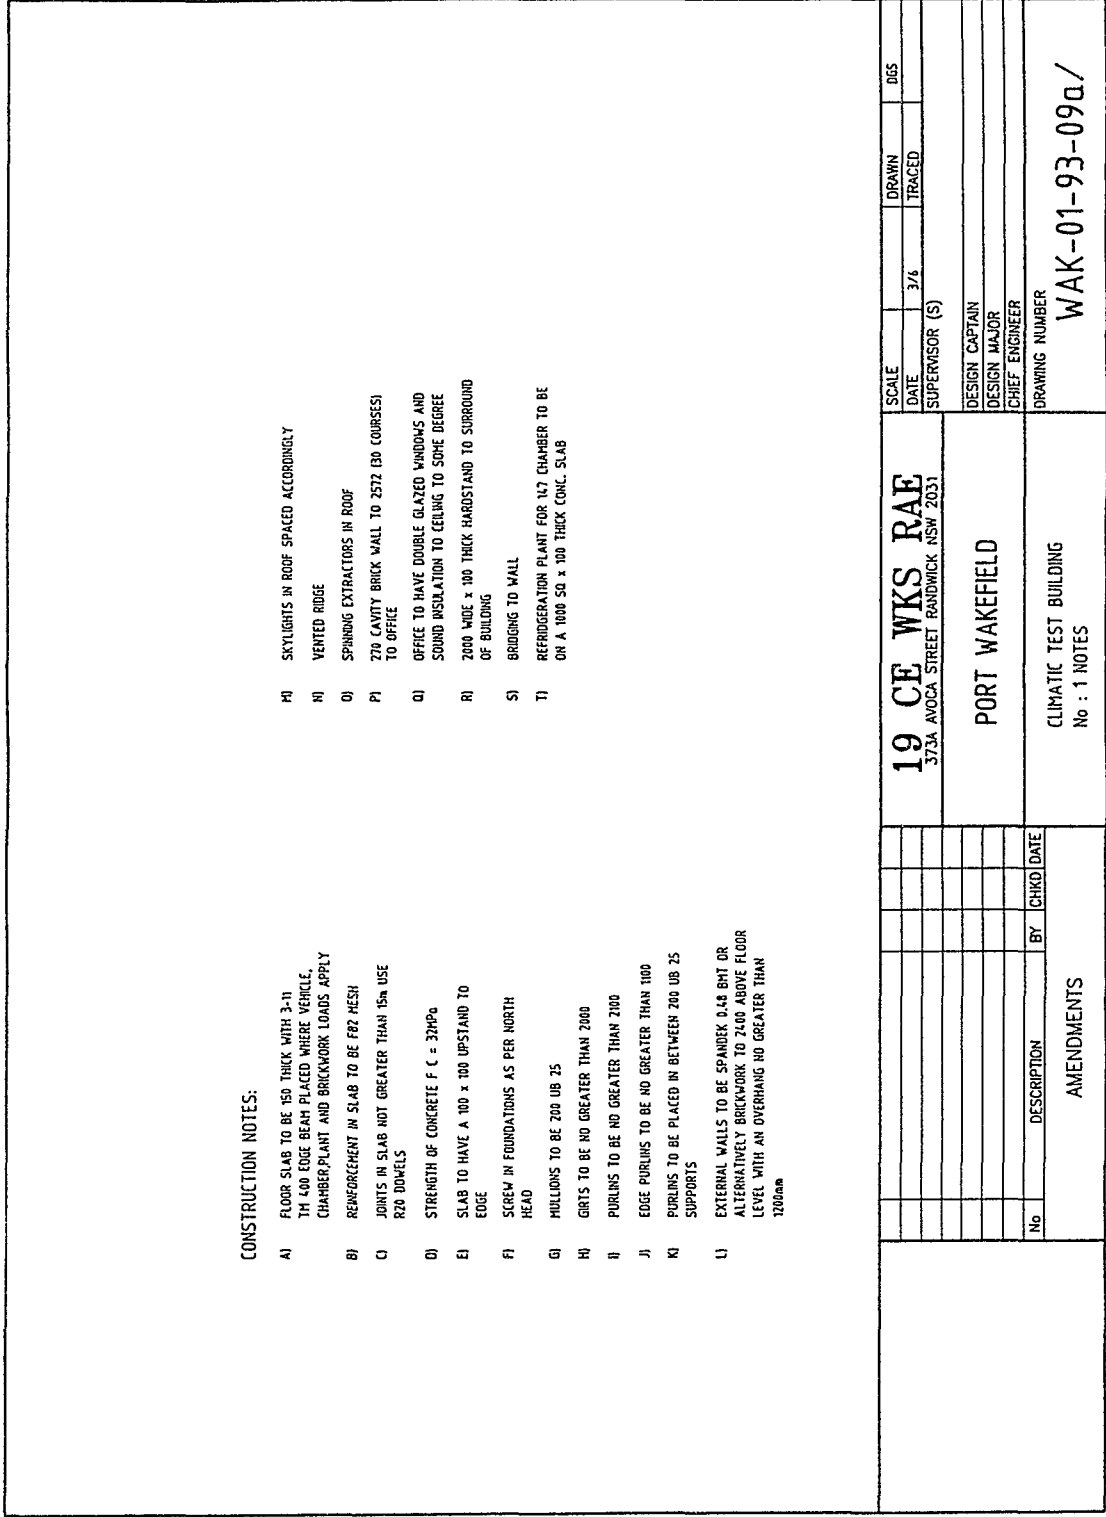 CONSTRUCTION NOTES:
A) FLOOR SLAB TO BE 150 THICK WITH 3-11
TM 400 EDGE BEAM PLACED WHERE VEHICLE,
CHAMBER,PLANT AND BRICKWORK LOADS APPLY
B) REINFORCEMENT IN SLAB TO BE F82 MESH
C) JOINTS IN SLAB NOT GREATER THAN 15m USE
R20 DOWELS
D) STRENGTH OF CONCRETE F C = 32MPa
E) SLAB TO HAVE A 100 x 100 UPSTAND TO
EDGE
F) SCREW IN FOUNDATIONS AS PER NORTH
HEAD
G) MULLIONS TO BE 200 UB 25
H) GIRTS TO BE NO GREATER THAN 2000
I) PURLINS TO BE NO GREATER THAN 2100
J) EDGE PURLINS TO BE NO GREATER THAN 1100
K) PURLINS TO BE PLACED IN BETWEEN 200 UB 25
SUPPORTS
L) EXTERNAL WALLS TO BE SPANDEK 0.48 BMT OR
ALTERNATIVELY BRICKWORK TO 2400 ABOVE FLOOR
LEVEL WITH AN OVERHANG NO GREATER THAN
1200mm
M) SKYLIGHTS IN ROOF SPACED ACCORDINGLY
N) VENTED RIDGE
O) SPINNING EXTRACTORS IN ROOF
P) 270 CAVITY BRICK WALL TO 2572 (30 COURSES)
TO OFFICE
Q) OFFICE TO HAVE DOUBLE GLAZED WINDOWS AND
SOUND INSULATION TO CEILING TO SOME DEGREE
R) 2000 WIDE x 100 THICK HARDSTAND TO SURROUND
OF BUILDING
S) BRIDGING TO WALL
T) REFRIDGERATION PLANT FOR 147 CHAMBER TO BE
ON A 1000 SQ x 100 THICK CONC. SLAB
No DESCRIPTION BY CHKD DATE
AMENDMENTS
19 CE WKS RAE
373A AVOCA STREET RANDWICK NSW 2031
PORT WAKEFIELD
CLIMATIC TEST BUILDING
No : 1 NOTES
SCALE DRAWN DGS
DATE 3/6 TRACED
SUPERVISOR (S)
DESIGN CAPTAIN
DESIGN MAJOR
CHIEF ENGINEER
DRAWING NUMBER
WAK-01-93-09a/